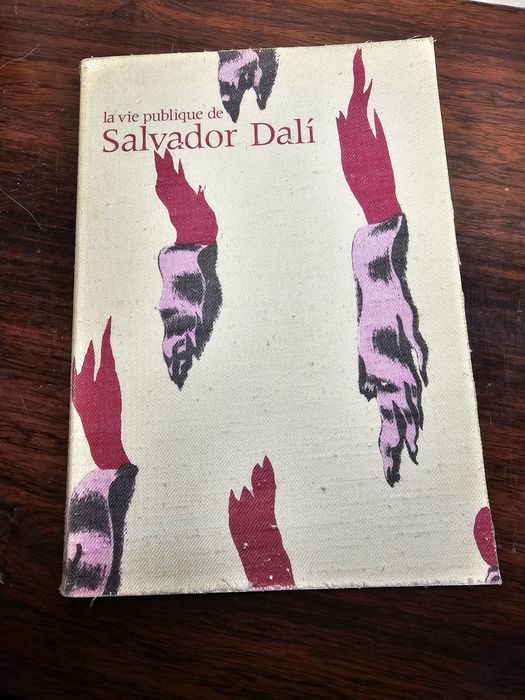 la vie publique de
Salvador Dalí